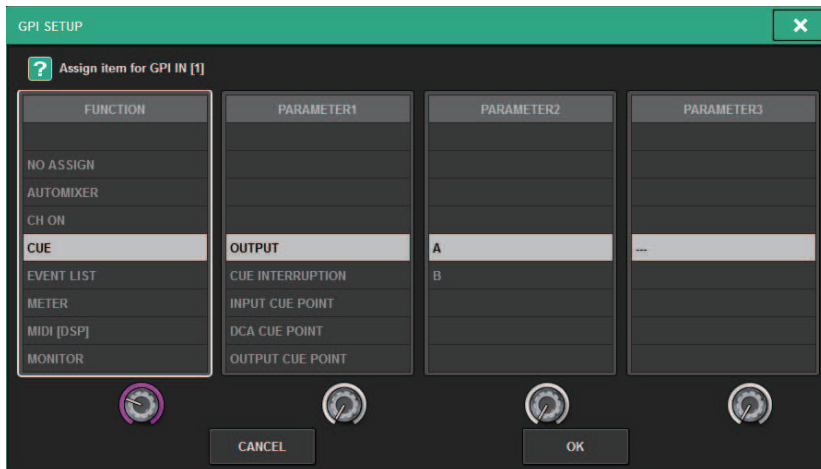 GPI SETUP
? Assign item for GPI IN [1]
FUNCTION PARAMETER1 PARAMETER2 PARAMETER3
NO ASSIGN
AUTOMIXER
CH ON
CUE OUTPUT A ---
EVENT LIST CUE INTERRUPTION B
METER INPUT CUE POINT
MIDI [DSP] DCA CUE POINT
MONITOR OUTPUT CUE POINT
CANCEL OK